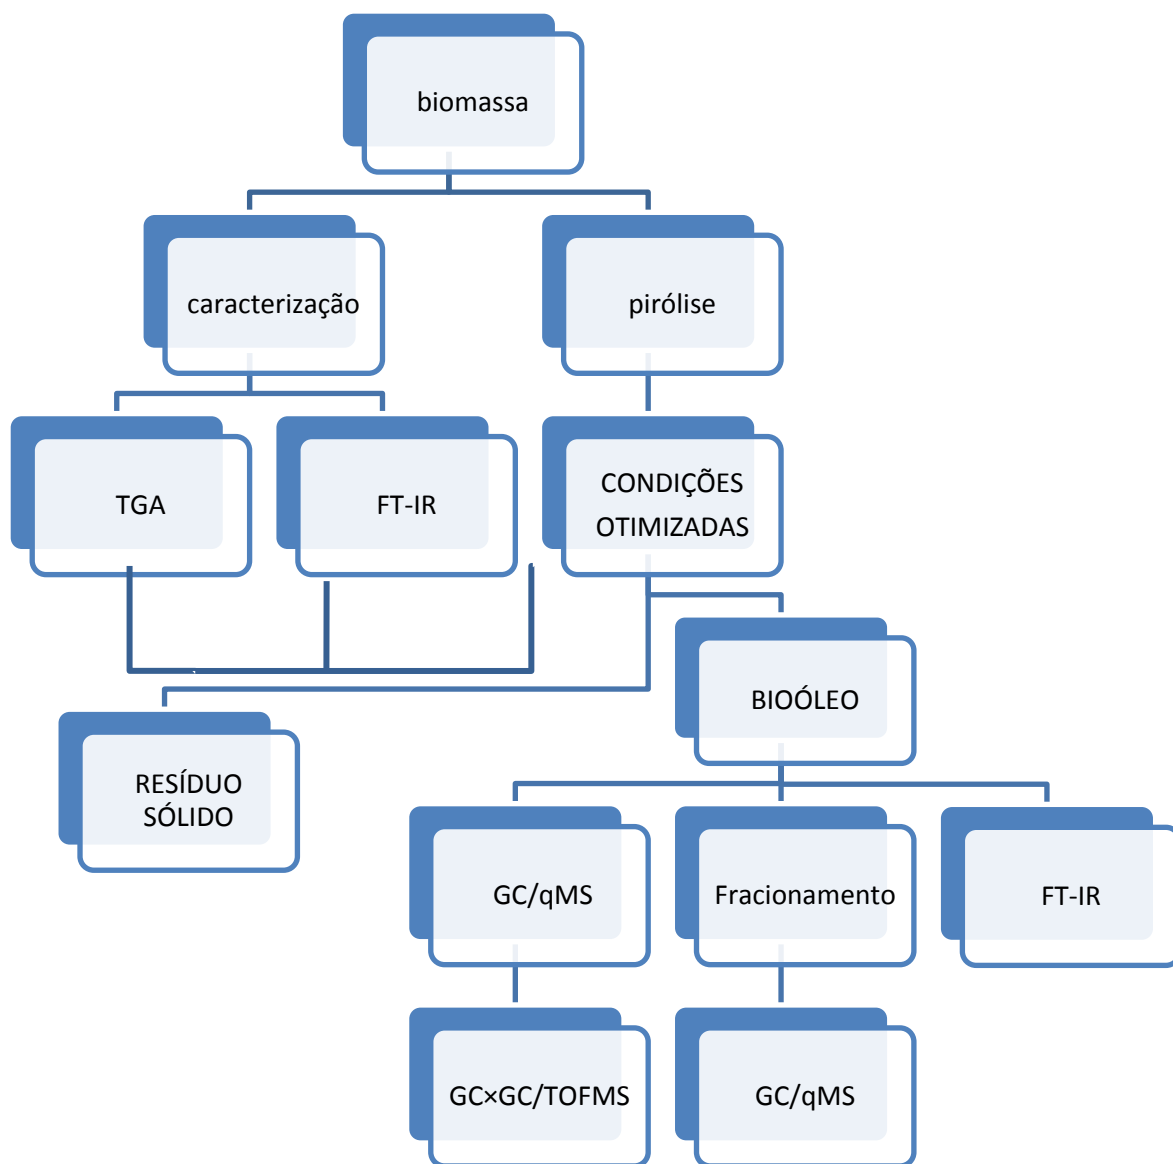 biomassa
caracterização
pirólise
TGA
FT-IR
CONDIÇÕES
OTIMIZADAS
BIOÓLEO
RESÍDUO
SÓLIDO
GC/qMS
Fracionamento
FT-IR
GC×GC/TOFMS
GC/qMS